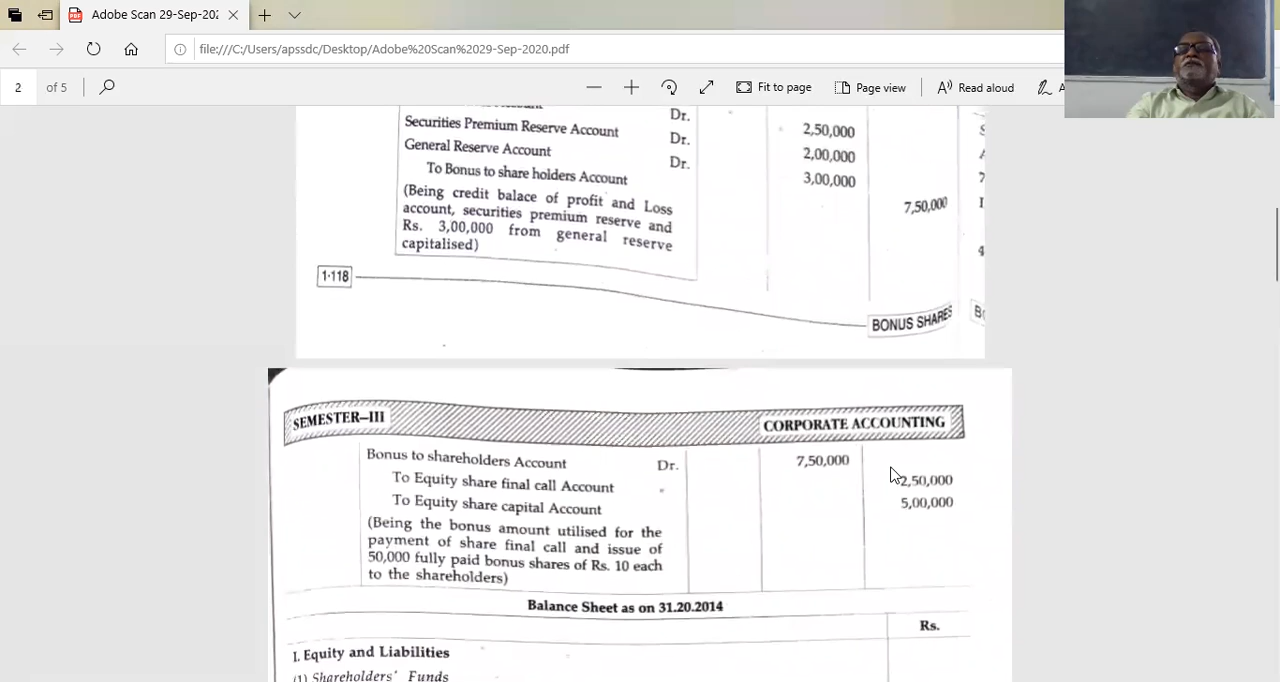 Adobe Scan 29-Sep-202
file:///C:/Users/apssdc/Desktop/Adobe%20Scan%2029-Sep-2020.pdf
2 of 5 Fit to page Page view Read aloud
Dr. 2,50,000
Securities Premium Reserve Account Dr. 2,00,000
General Reserve Account Dr. 3,00,000
To Bonus to share holders Account 7,50,000
(Being credit balace of profit and Loss
account, securities premium reserve and
Rs. 3,00,000 from general reserve
capitalised)
1·118
BONUS SHARES
SEMESTER–III CORPORATE ACCOUNTING
Bonus to shareholders Account Dr. 7,50,000
To Equity share final call Account 2,50,000
To Equity share capital Account 5,00,000
(Being the bonus amount utilised for the
payment of share final call and issue of
50,000 fully paid bonus shares of Rs. 10 each
to the shareholders)
Balance Sheet as on 31.20.2014
Rs.
I. Equity and Liabilities
(1) Shareholders' Funds